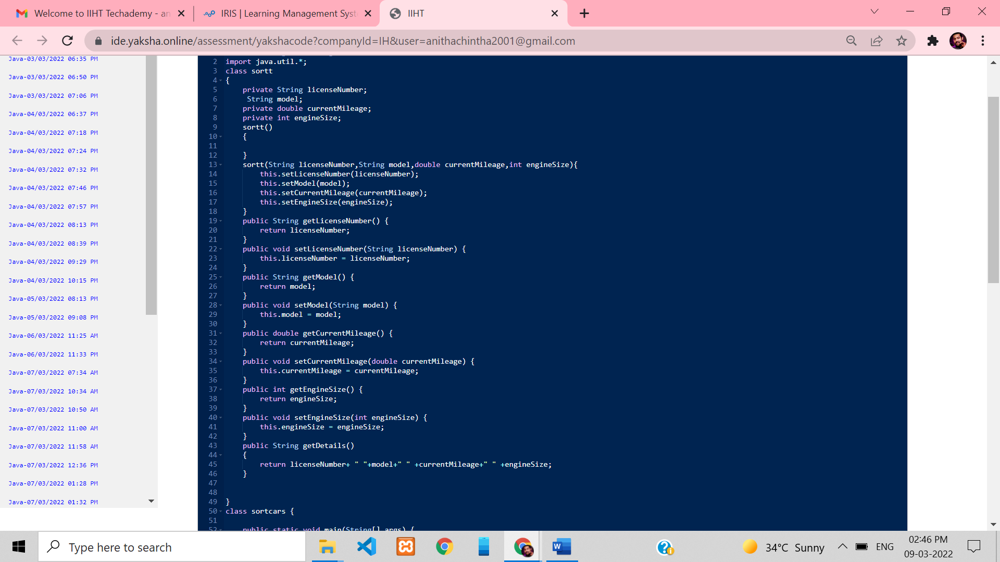 Welcome to IIHT Techademy - an
IRIS | Learning Management Syst
IIHT
ide.yaksha.online/assessment/yakshacode?companyId=IH&user=anithachintha2001@gmail.com
Java-03/03/2022 06:35 PM
Java-03/03/2022 06:50 PM
Java-03/03/2022 07:06 PM
Java-04/03/2022 06:37 PM
Java-04/03/2022 07:18 PM
Java-04/03/2022 07:24 PM
Java-04/03/2022 07:32 PM
Java-04/03/2022 07:46 PM
Java-04/03/2022 07:57 PM
Java-04/03/2022 08:13 PM
Java-04/03/2022 08:39 PM
Java-04/03/2022 09:29 PM
Java-04/03/2022 10:15 PM
Java-05/03/2022 08:13 PM
Java-05/03/2022 09:08 PM
Java-06/03/2022 11:25 AM
Java-06/03/2022 11:33 PM
Java-07/03/2022 07:34 AM
Java-07/03/2022 10:34 AM
Java-07/03/2022 10:50 AM
Java-07/03/2022 11:00 AM
Java-07/03/2022 11:58 AM
Java-07/03/2022 12:36 PM
Java-07/03/2022 01:28 PM
Java-07/03/2022 01:32 PM
2 import java.util.*;
3 class sortt
4 {
5 private String licenseNumber;
6 String model;
7 private double currentMileage;
8 private int engineSize;
9 sortt()
10 {
11
12 }
13 sortt(String licenseNumber,String model,double currentMileage,int engineSize){
14 this.setLicenseNumber(licenseNumber);
15 this.setModel(model);
16 this.setCurrentMileage(currentMileage);
17 this.setEngineSize(engineSize);
18 }
19 public String getLicenseNumber() {
20 return licenseNumber;
21 }
22 public void setLicenseNumber(String licenseNumber) {
23 this.licenseNumber = licenseNumber;
24 }
25 public String getModel() {
26 return model;
27 }
28 public void setModel(String model) {
29 this.model = model;
30 }
31 public double getCurrentMileage() {
32 return currentMileage;
33 }
34 public void setCurrentMileage(double currentMileage) {
35 this.currentMileage = currentMileage;
36 }
37 public int getEngineSize() {
38 return engineSize;
39 }
40 public void setEngineSize(int engineSize) {
41 this.engineSize = engineSize;
42 }
43 public String getDetails()
44 {
45 return licenseNumber+ " "+model+" " +currentMileage+" " +engineSize;
46 }
47
48
49 }
50 class sortcars {
51
52 public static void main(String[] args) {
Type here to search
34°C Sunny
ENG
02:46 PM
09-03-2022